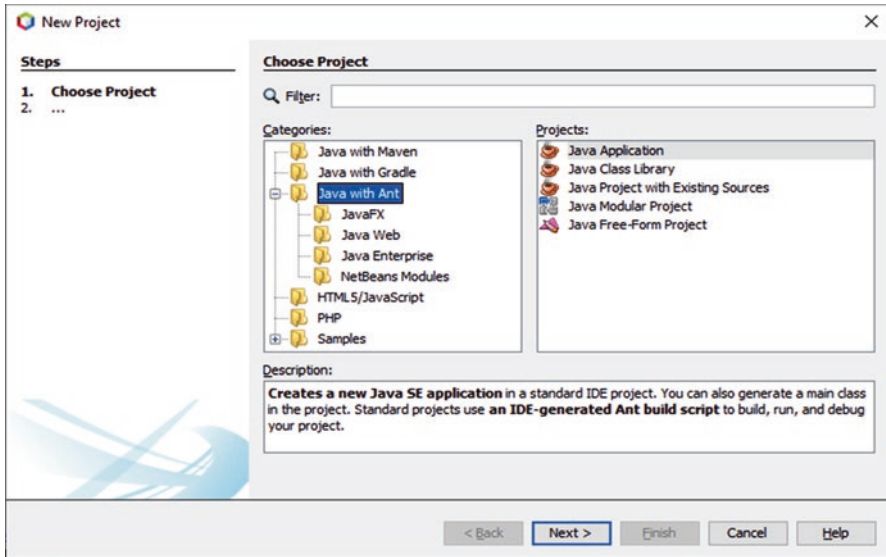 New Project
Steps
1. Choose Project
2. ...
Choose Project
Filter:
Categories:
Java with Maven
Java with Gradle
Java with Ant
JavaFX
Java Web
Java Enterprise
NetBeans Modules
HTML5/JavaScript
PHP
Samples
Projects:
Java Application
Java Class Library
Java Project with Existing Sources
Java Modular Project
Java Free-Form Project
Description:
Creates a new Java SE application in a standard IDE project. You can also generate a main class
in the project. Standard projects use an IDE-generated Ant build script to build, run, and debug
your project.
< Back Next > Finish Cancel Help